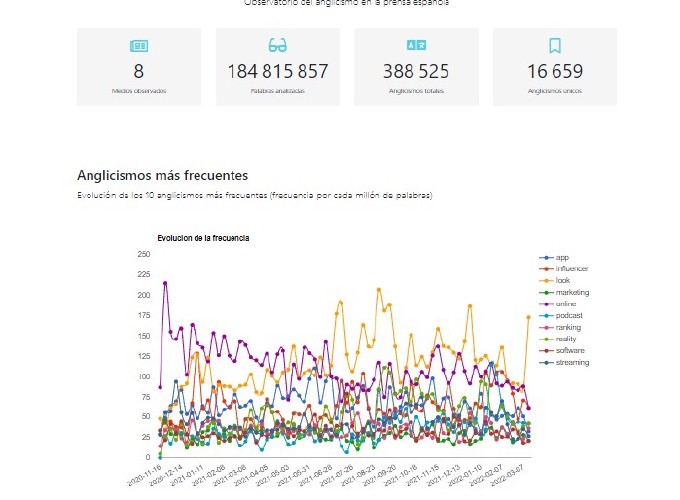 Observatorio del anglicismo en la prensa española
8
184 815 857
388 525
16 659
Medios observados
Palabras analizadas
Anglicismos totales
Anglicismos únicos
Anglicismos más frecuentes
Evolución de los 10 anglicismos más frecuentes (frecuencia por cada millón de palabras)
Evolución de la frecuencia
250
225
200
175
150
125
100
75
50
25
0
app
influencer
look
marketing
online
podcast
ranking
reality
software
streaming
2020-11-16
2020-12-14
2021-01-11
2021-02-08
2021-03-08
2021-04-05
2021-05-03
2021-05-31
2021-06-28
2021-07-26
2021-08-23
2021-09-20
2021-10-18
2021-11-15
2021-12-13
2022-01-10
2022-02-07
2022-03-07